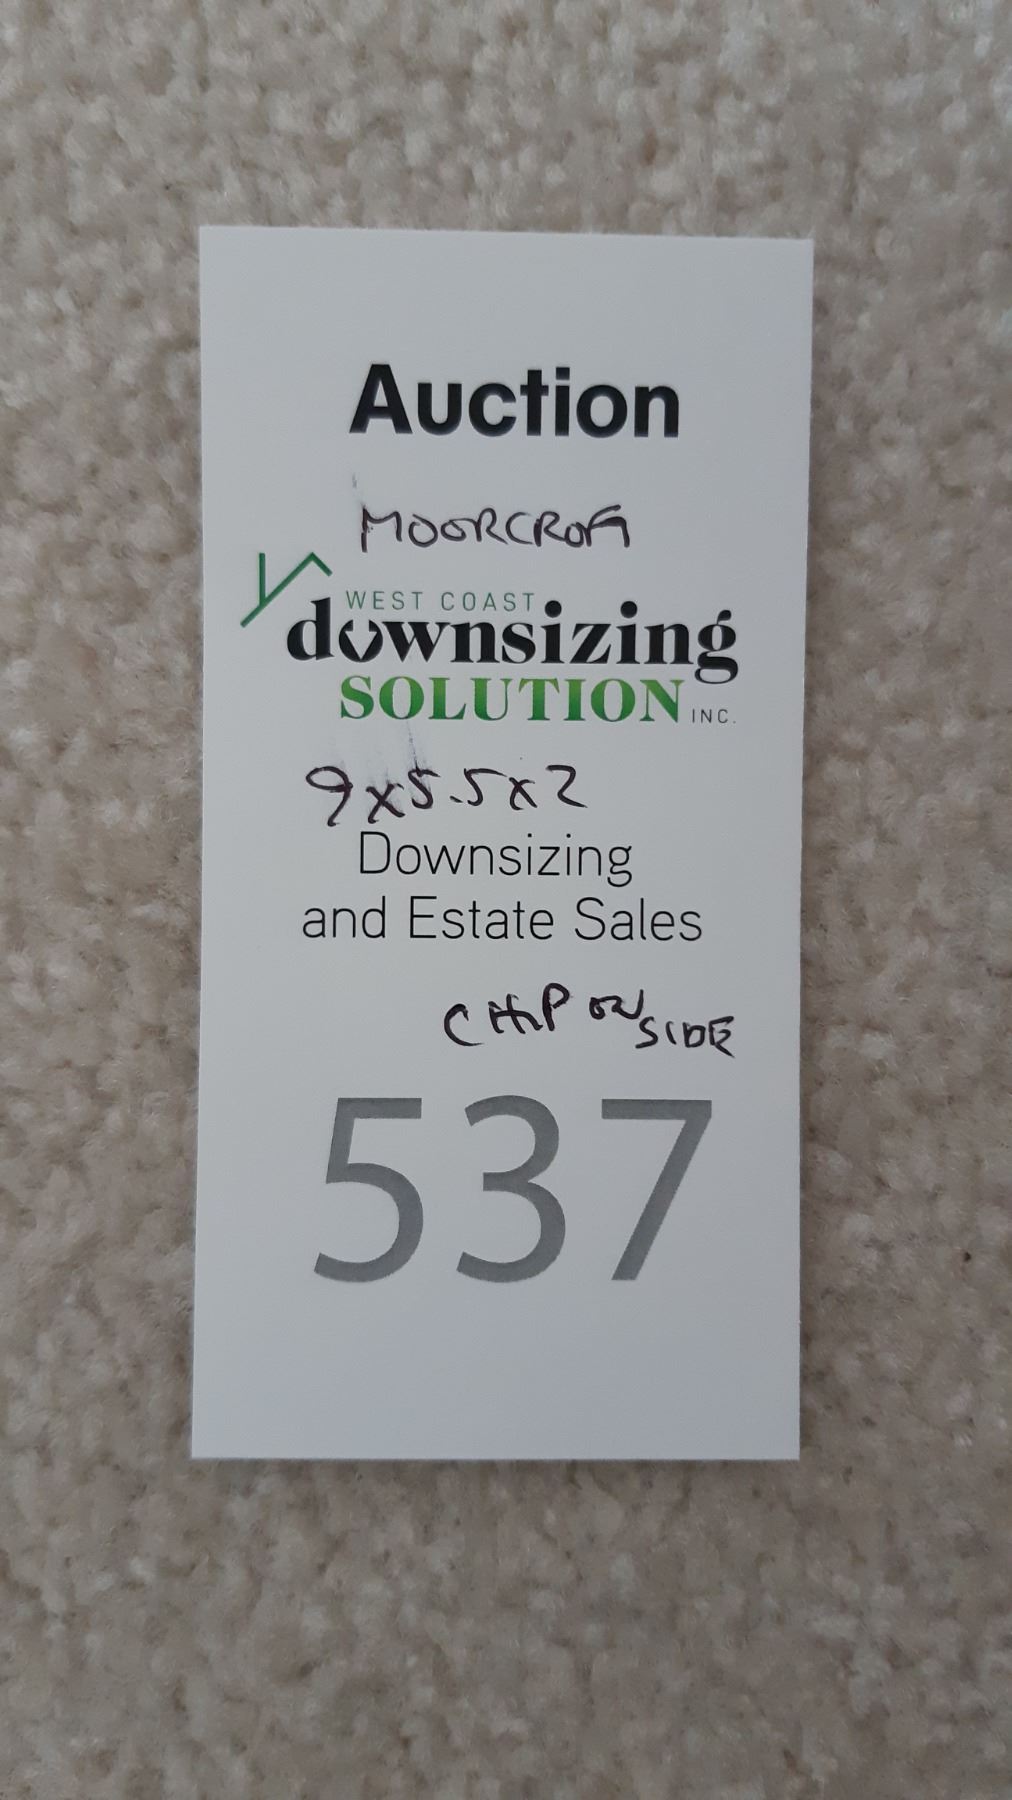 Auction
MOORCROFT
WEST COAST
downsizing
SOLUTION INC.
9x5.5x2
Downsizing
and Estate Sales
CHIP ON SIDE
537